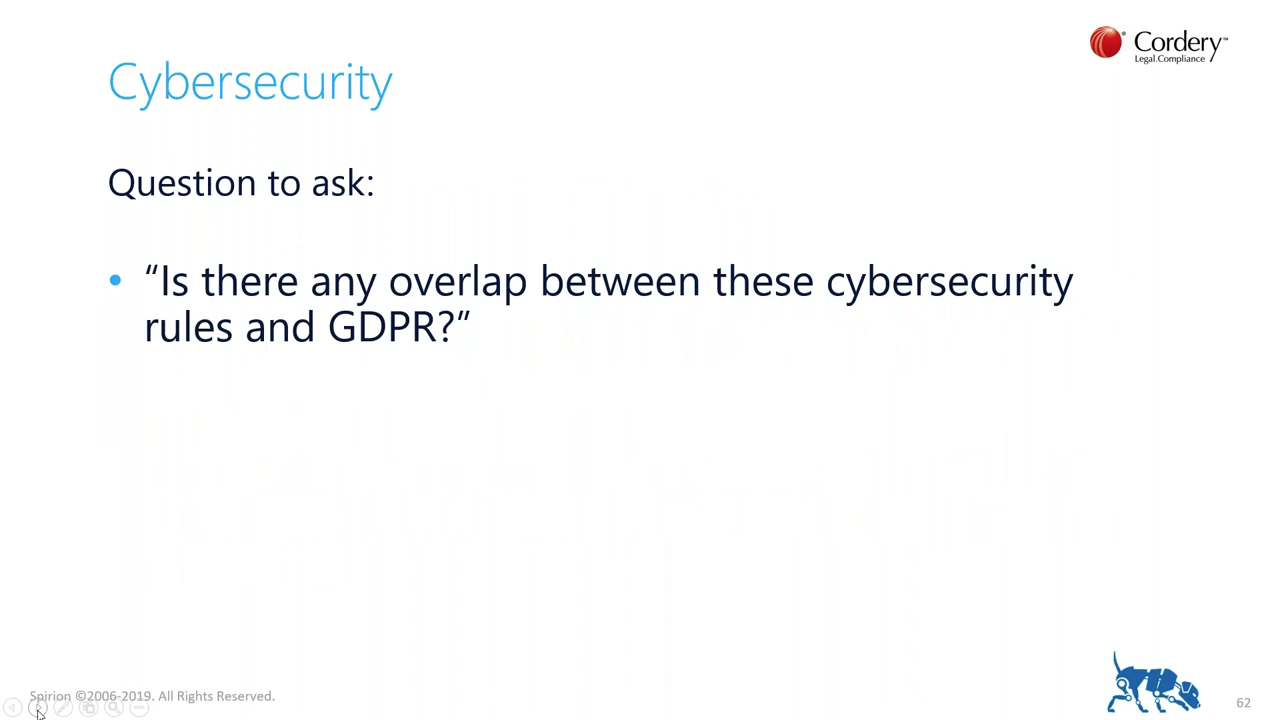 Cordery™
Legal.Compliance
Cybersecurity
Question to ask:
• “Is there any overlap between these cybersecurity
rules and GDPR?”
Spirion ©2006-2019. All Rights Reserved.
62